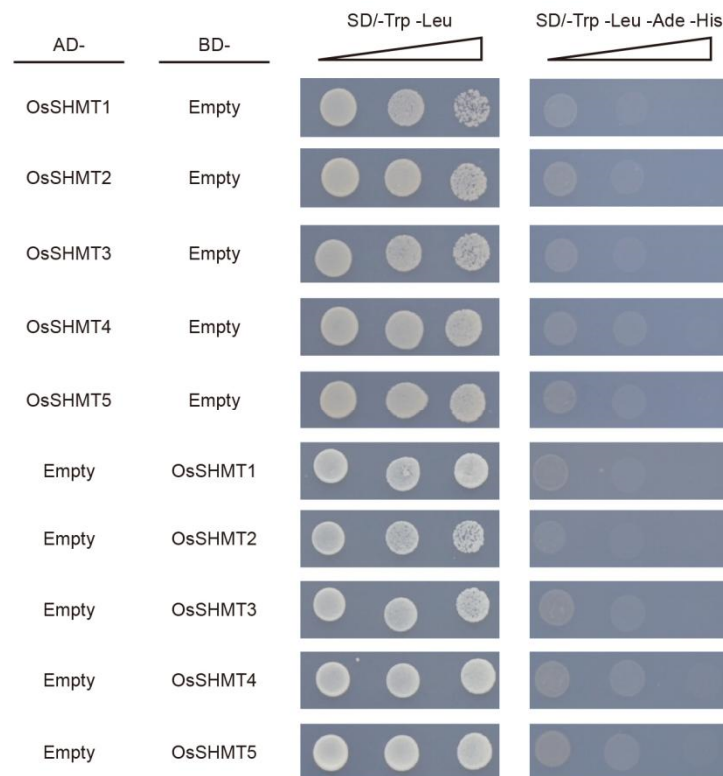 SD/-Trp -Leu SD/-Trp -Leu -Ade -His
AD- BD-
OsSHMT1 Empty
OsSHMT2 Empty
OsSHMT3 Empty
OsSHMT4 Empty
OsSHMT5 Empty
Empty OsSHMT1
Empty OsSHMT2
Empty OsSHMT3
Empty OsSHMT4
Empty OsSHMT5